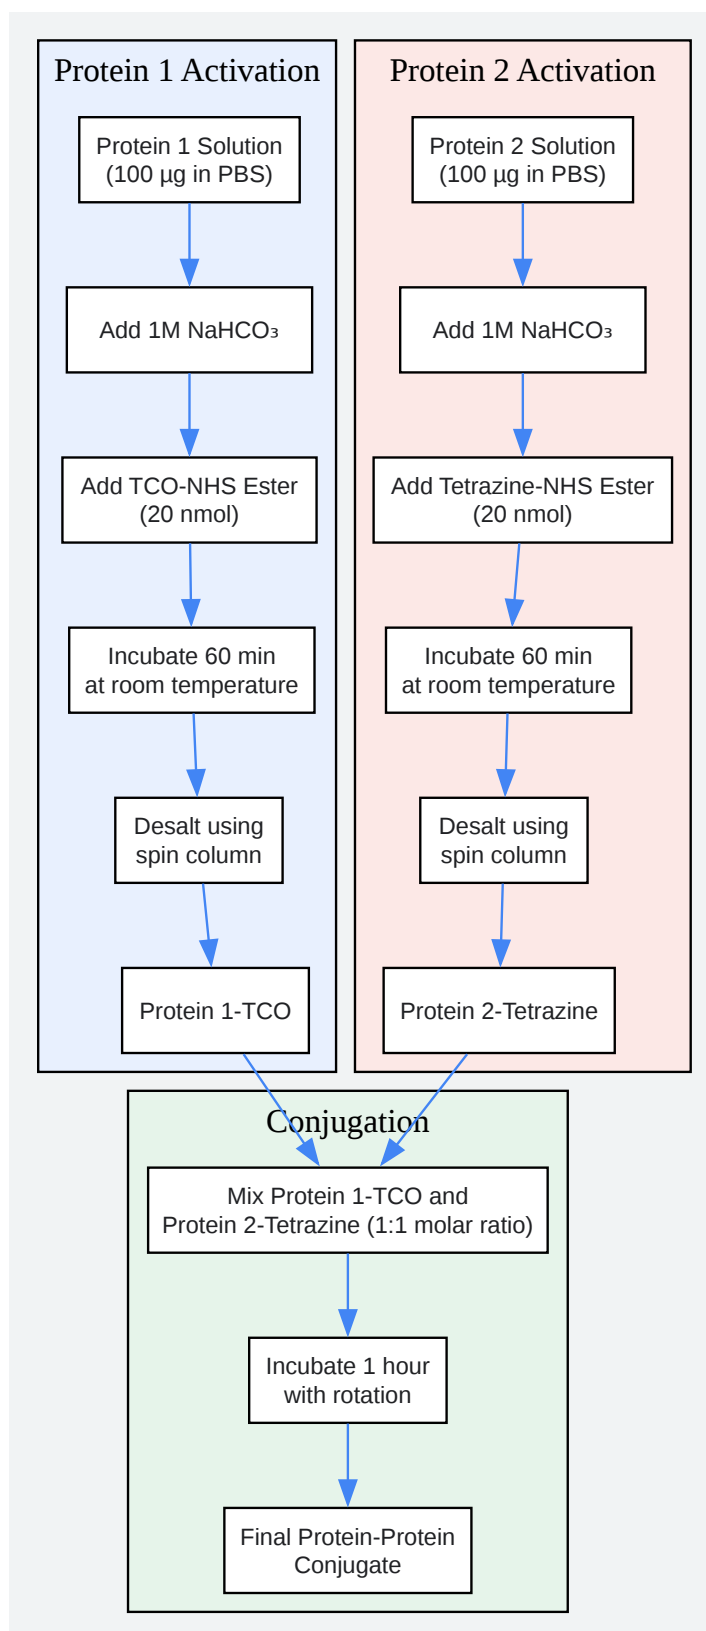 Protein 1 Activation
Protein 1 Solution
(100 µg in PBS)
Add 1M NaHCO₃
Add TCO-NHS Ester
(20 nmol)
Incubate 60 min
at room temperature
Desalt using
spin column
Protein 1-TCO
Protein 2 Activation
Protein 2 Solution
(100 µg in PBS)
Add 1M NaHCO₃
Add Tetrazine-NHS Ester
(20 nmol)
Incubate 60 min
at room temperature
Desalt using
spin column
Protein 2-Tetrazine
Conjugation
Mix Protein 1-TCO and
Protein 2-Tetrazine (1:1 molar ratio)
Incubate 1 hour
with rotation
Final Protein-Protein
Conjugate